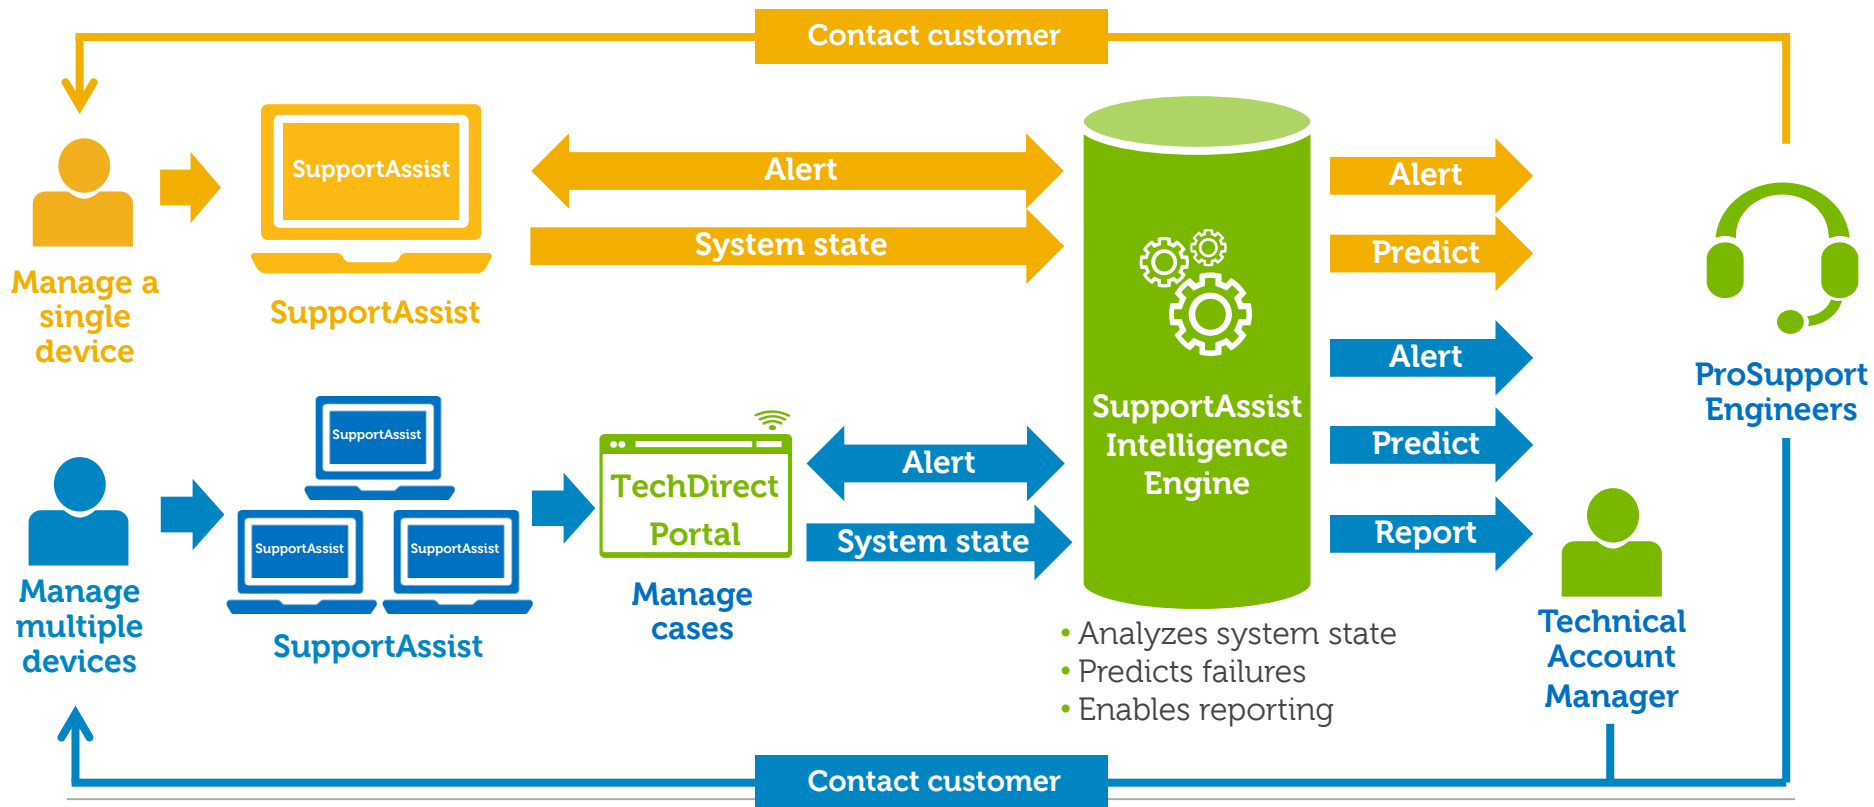 Contact customer
SupportAssist
Manage a
single
device
SupportAssist
Alert
System state
Alert
Predict
SupportAssist
Intelligence
Engine
Alert
Predict
Report
ProSupport
Engineers
Manage
multiple
devices
SupportAssist
SupportAssist
SupportAssist
SupportAssist
TechDirect
Portal
Manage
cases
Alert
System state
• Analyzes system state
• Predicts failures
• Enables reporting
Technical
Account
Manager
Contact customer